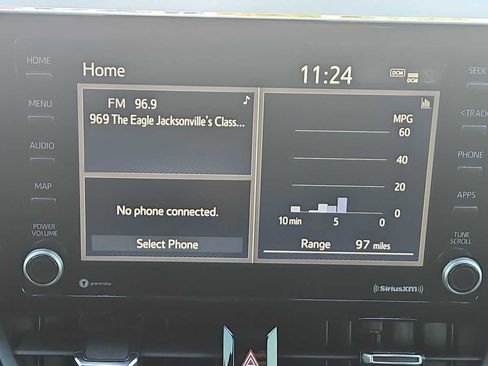 HOME
MENU
AUDIO
MAP
POWER
VOLUME
Home
11:24
DCM
FM 96.9
969 The Eagle Jacksonville's Class...
No phone connected.
Select Phone
MPG
60
40
20
0
10 min 5 0
Range 97 miles
SEEK
<TRACK
PHONE
APPS
TUNE
SCROLL
gracenote
SiriusXM